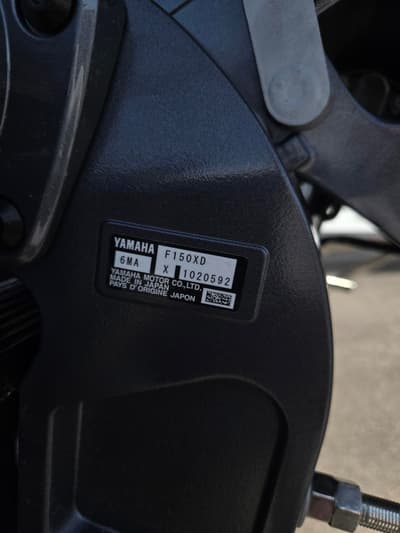 YAMAHA F150XD
6MA X 1020592
YAMAHA MOTOR CO.,LTD.
MADE IN JAPAN
PAYS D'ORIGINE JAPON